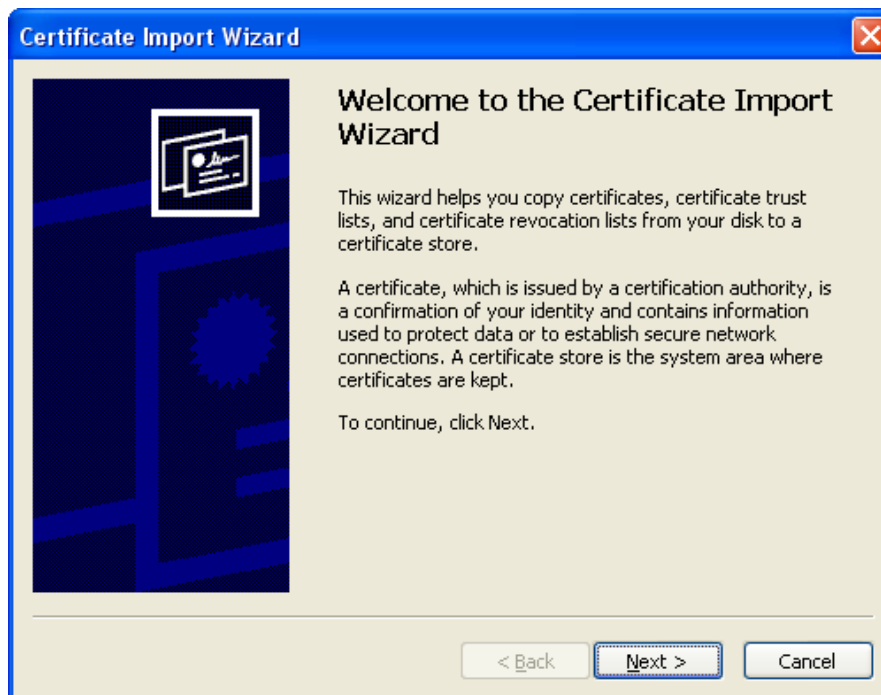 Certificate Import Wizard
Welcome to the Certificate Import
Wizard
This wizard helps you copy certificates, certificate trust
lists, and certificate revocation lists from your disk to a
certificate store.
A certificate, which is issued by a certification authority, is
a confirmation of your identity and contains information
used to protect data or to establish secure network
connections. A certificate store is the system area where
certificates are kept.
To continue, click Next.
< Back
Next >
Cancel